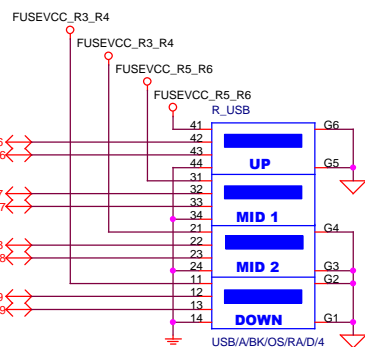 FUSEVCC_R3_R4
FUSEVCC_R3_R4
FUSEVCC_R5_R6
FUSEVCC_R5_R6
R_USB
41
42
43
44
UP
G6
G5
31
32
33
34
MID 1
21
22
23
24
MID 2
G4
G3
11
12
13
14
DOWN
G2
G1
USB/A/BK/OS/RA/D/4